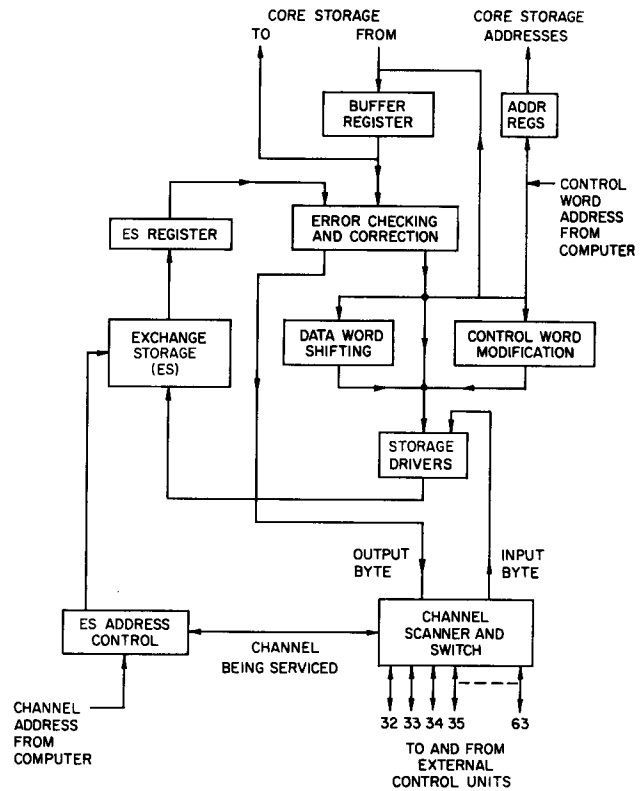 CORE STORAGE
TO FROM
CORE STORAGE
ADDRESSES
BUFFER
REGISTER
ADDR
REGS
CONTROL
WORD
ADDRESS
FROM
COMPUTER
ES REGISTER
ERROR CHECKING
AND CORRECTION
EXCHANGE
STORAGE
(ES)
DATA WORD
SHIFTING
CONTROL WORD
MODIFICATION
STORAGE
DRIVERS
OUTPUT
BYTE
INPUT
BYTE
ES ADDRESS
CONTROL
CHANNEL
BEING SERVICED
CHANNEL
SCANNER AND
SWITCH
CHANNEL
ADDRESS
FROM
COMPUTER
32 33 34 35 63
TO AND FROM
EXTERNAL
CONTROL UNITS